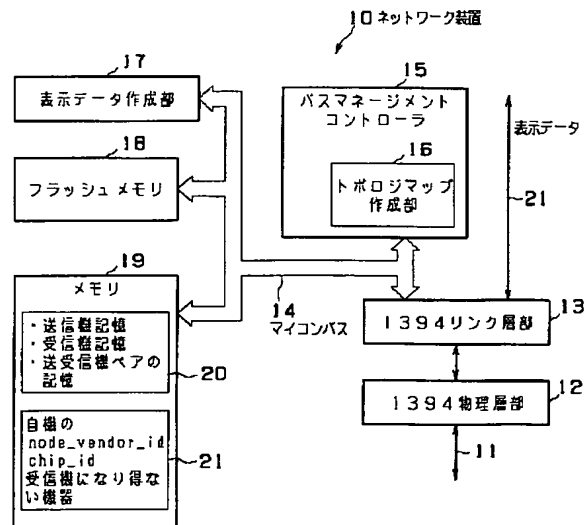 10 ネットワーク装置
17
表示データ作成部
18
フラッシュメモリ
19
メモリ
・送信機記憶
・受信機記憶
・送受信機ペアの
記憶
20
自機の
node_vendor_id
chip_id
受信機になり得な
い機器
21
15
バスマネージメント
コントローラ
16
トポロジマップ
作成部
表示データ
21
14
マイコンバス
13
1394リンク層部
12
1394物理層部
11